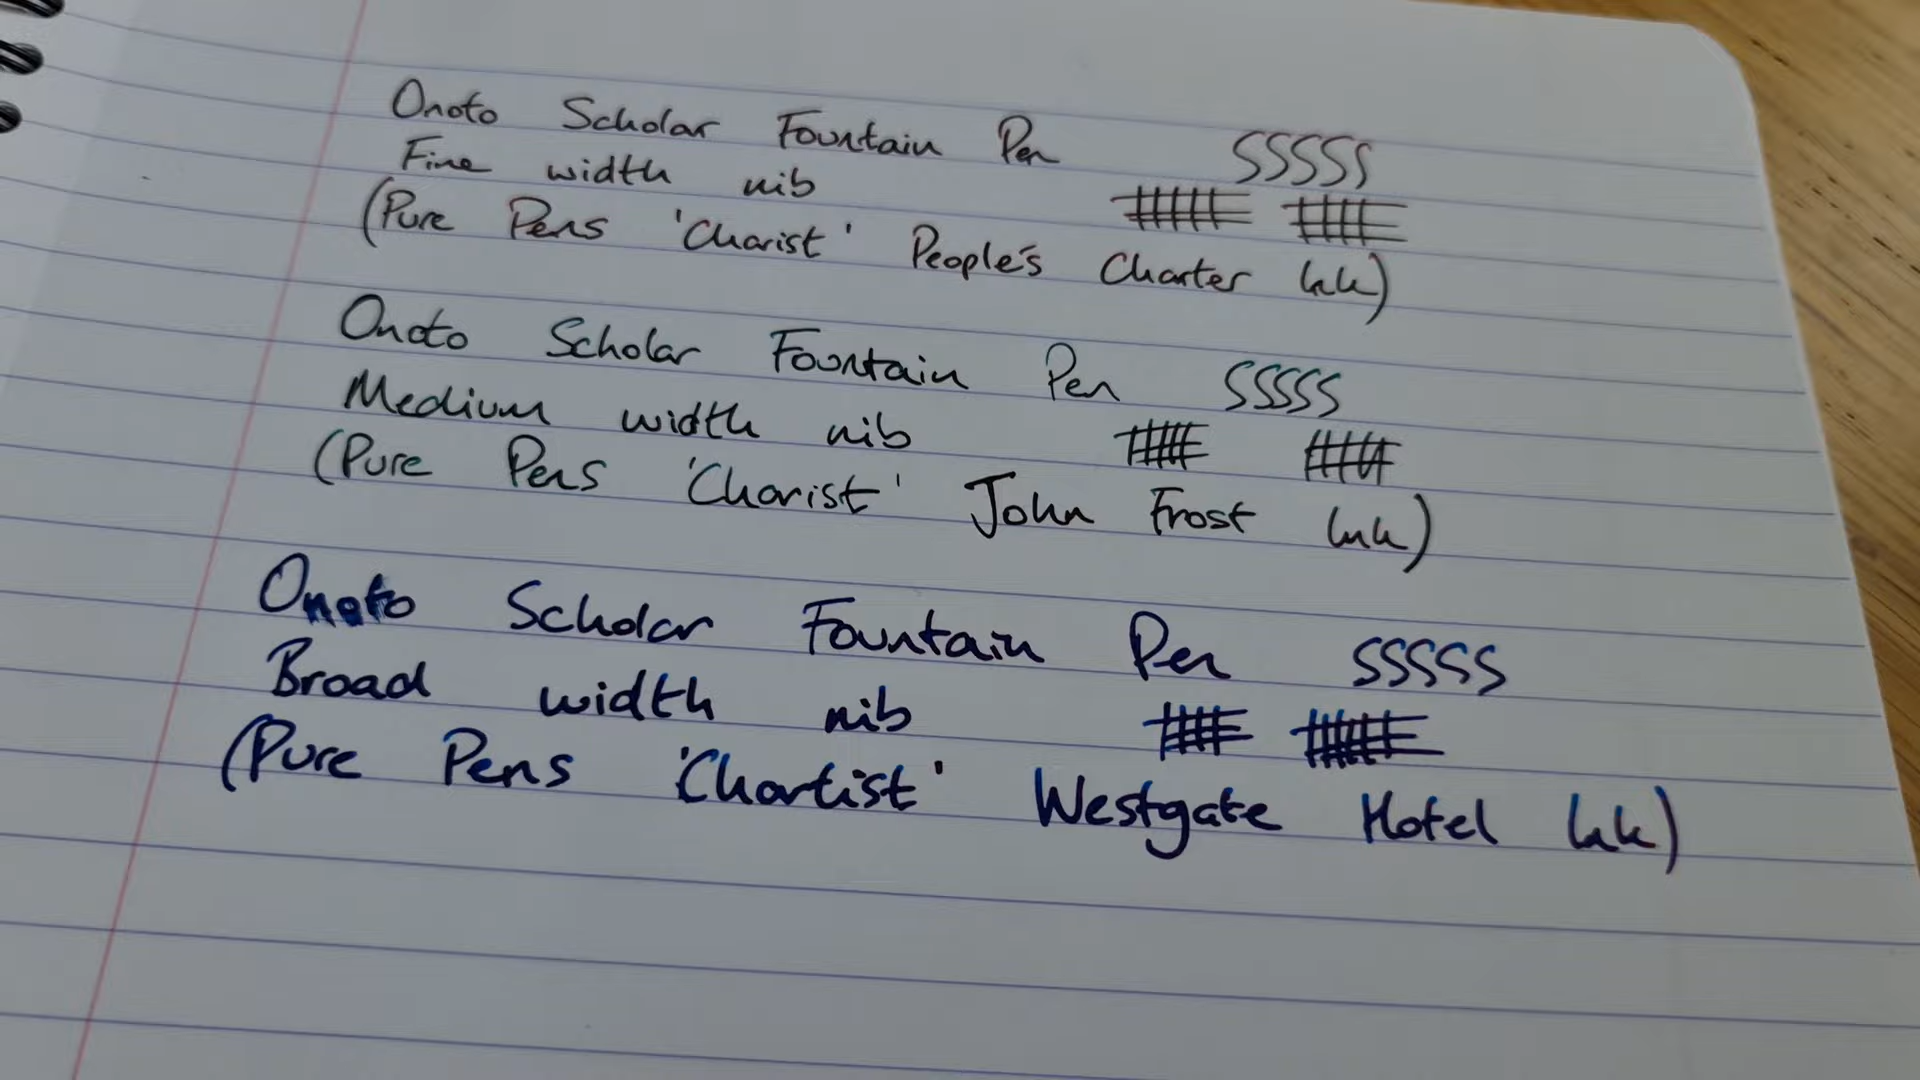 Onoto Scholar Fountain Pen SSSSS
Fine width nib
(Pure Pens 'Charist' People's Charter Ink)
Onoto Scholar Fountain Pen SSSSS
Medium width nib
(Pure Pens 'Charist' John Frost Ink)
Onoto Scholar Fountain Pen SSSSS
Broad width nib
(Pure Pens 'Chartist' Westgate Hotel Ink)